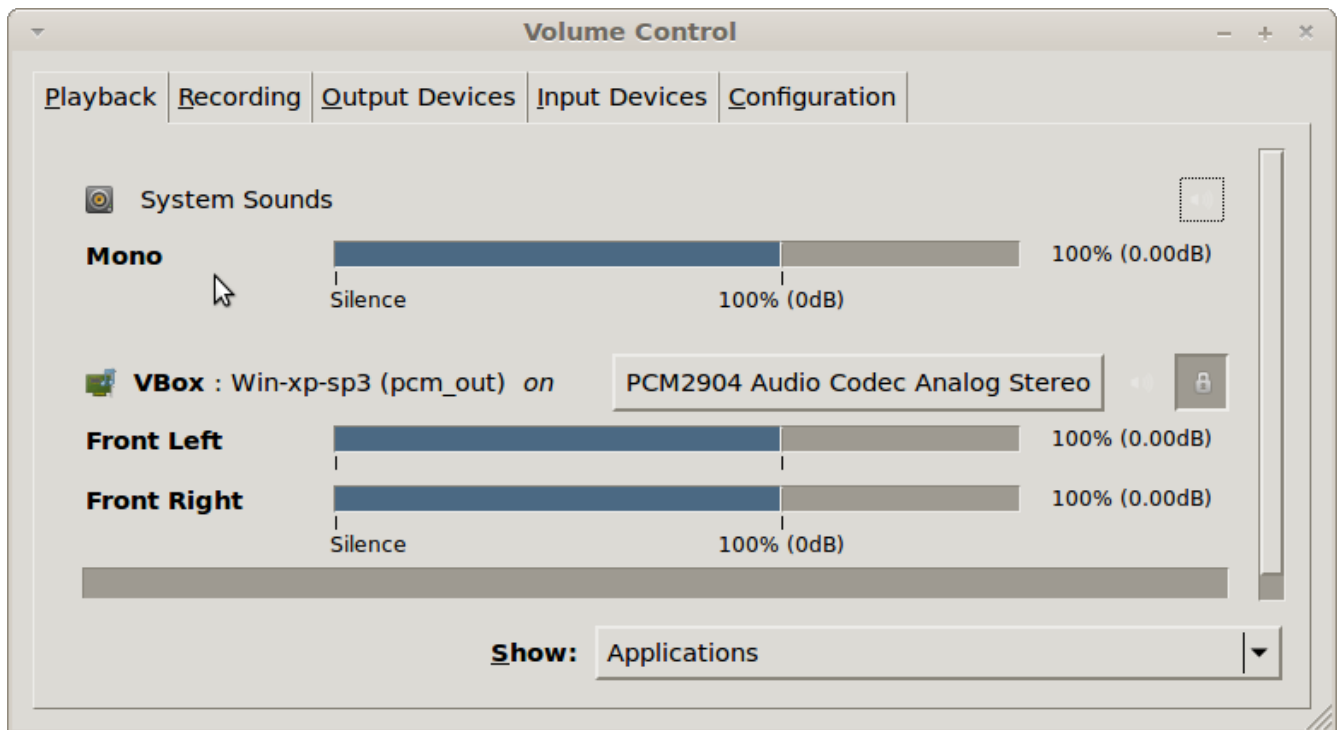 Volume Control
Playback Recording Output Devices Input Devices Configuration
System Sounds
Mono 100% (0.00dB)
Silence 100% (0dB)
VBox : Win-xp-sp3 (pcm_out) on PCM2904 Audio Codec Analog Stereo
Front Left 100% (0.00dB)
Front Right 100% (0.00dB)
Silence 100% (0dB)
Show: Applications